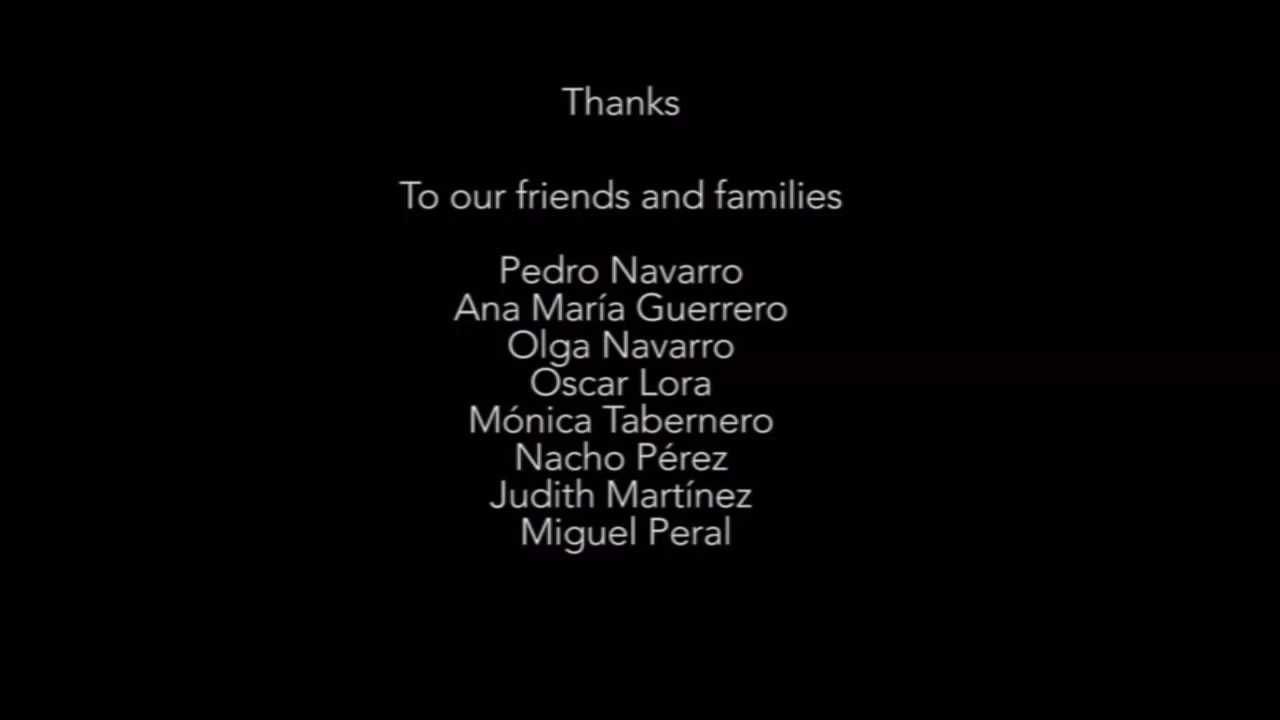 Thanks
To our friends and families
Pedro Navarro
Ana María Guerrero
Olga Navarro
Oscar Lora
Mónica Tabernero
Nacho Pérez
Judith Martínez
Miguel Peral